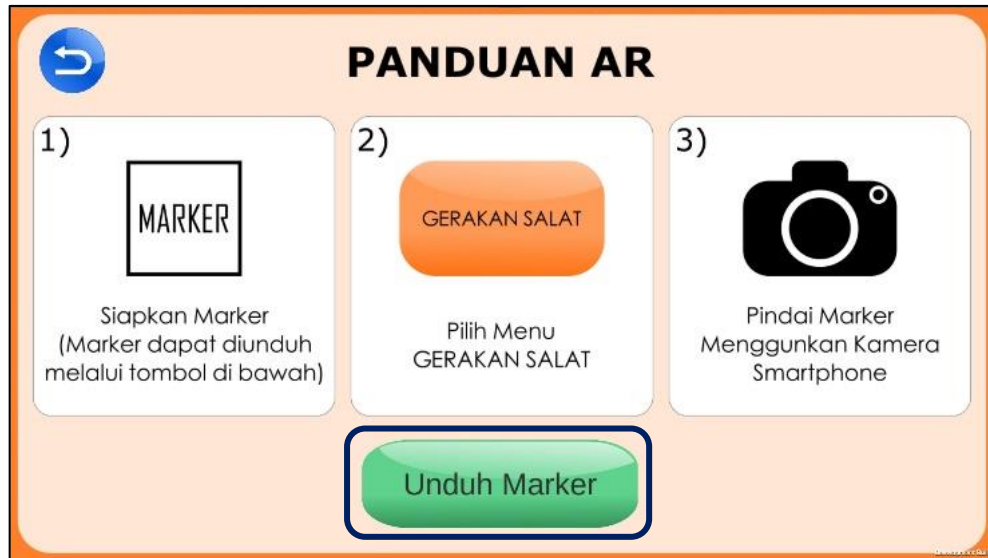 PANDUAN AR
1)
MARKER
Siapkan Marker
(Marker dapat diunduh
melalui tombol di bawah)
2)
GERAKAN SALAT
Pilih Menu
GERAKAN SALAT
3)
Pindai Marker
Menggunkan Kamera
Smartphone
Unduh Marker